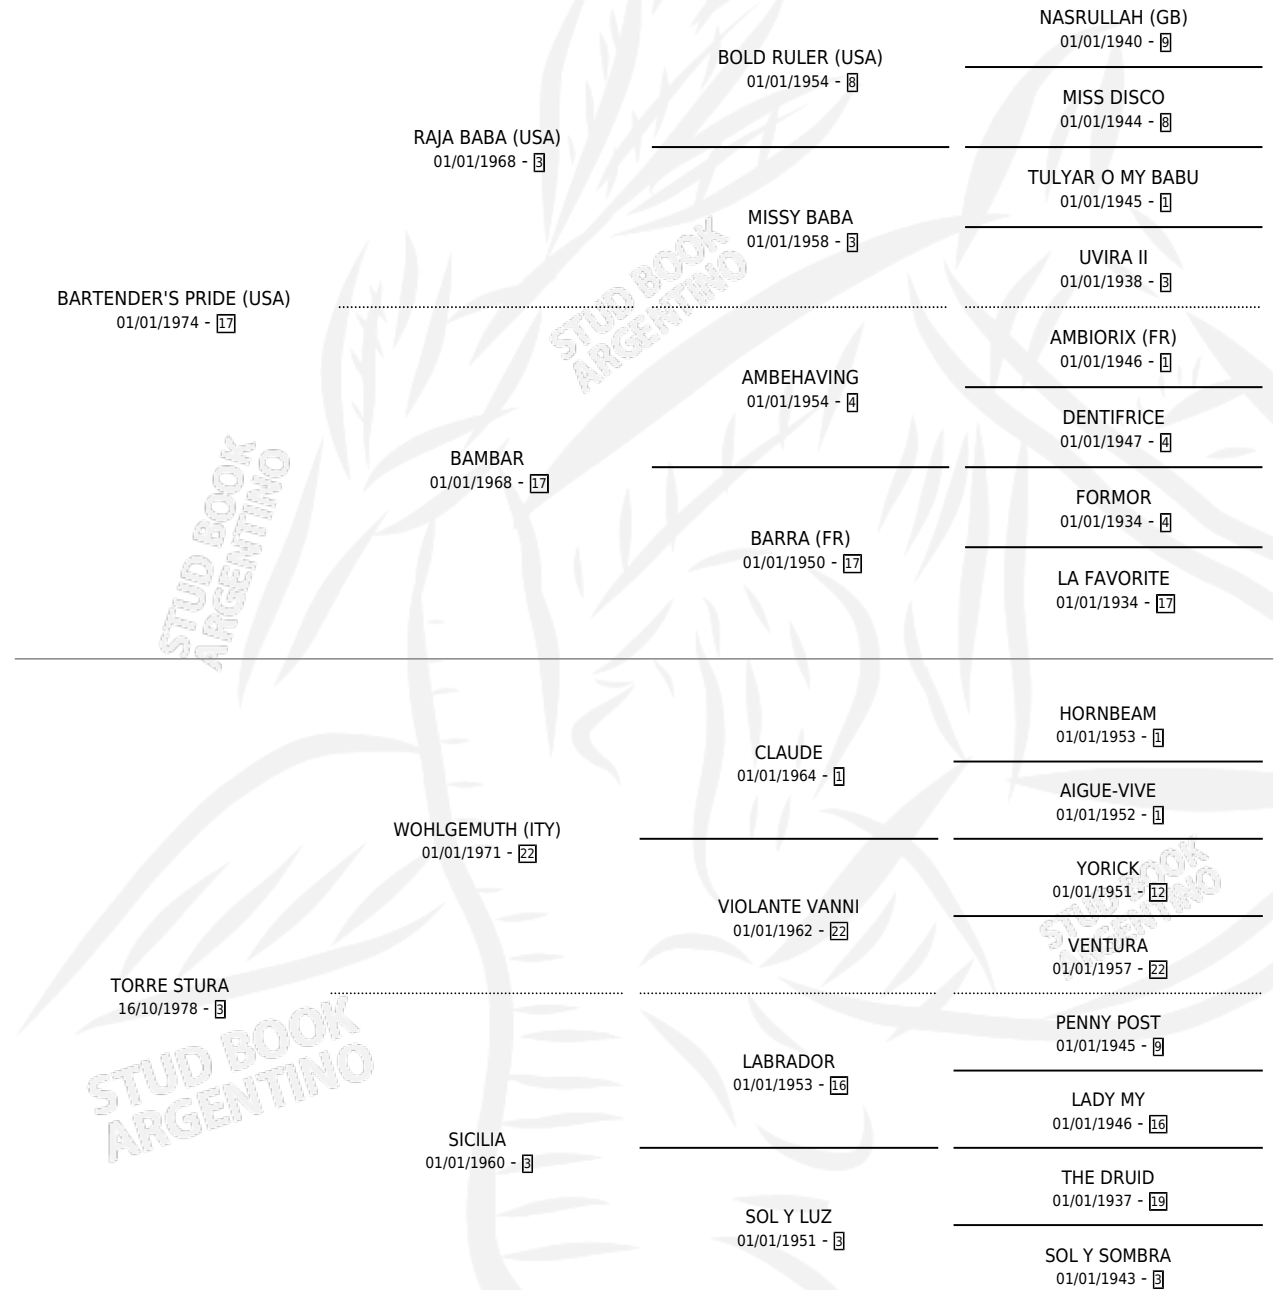 NASRULLAH (GB)
01/01/1940 - 9
BOLD RULER (USA)
01/01/1954 - 8
MISS DISCO
01/01/1944 - 8
RAJA BABA (USA)
01/01/1968 - 3
TULYAR O MY BABU
01/01/1945 - 1
MISSY BABA
01/01/1958 - 3
UVIRA II
01/01/1938 - 3
BARTENDER'S PRIDE (USA)
01/01/1974 - 17
STUD BOOK
ARGENTINO
AMBIORIX (FR)
01/01/1946 - 1
AMBEHAVING
01/01/1954 - 4
DENTIFRICE
01/01/1947 - 4
BAMBAR
01/01/1968 - 17
FORMOR
01/01/1934 - 4
BARRA (FR)
01/01/1950 - 17
LA FAVORITE
01/01/1934 - 17
STUD BOOK
ARGENTINO
HORNBEAM
01/01/1953 - 1
CLAUDE
01/01/1964 - 1
AIGUE-VIVE
01/01/1952 - 1
WOHLGEMUTH (ITY)
01/01/1971 - 22
YORICK
01/01/1951 - 12
VIOLANTE VANNI
01/01/1962 - 22
VENTURA
01/01/1957 - 22
STUD BOOK
ARGENTINO
TORRE STURA
16/10/1978 - 3
PENNY POST
01/01/1945 - 9
LABRADOR
01/01/1953 - 16
LADY MY
01/01/1946 - 16
STUD BOOK
ARGENTINO
SICILIA
01/01/1960 - 3
THE DRUID
01/01/1937 - 19
SOL Y LUZ
01/01/1951 - 3
SOL Y SOMBRA
01/01/1943 - 3